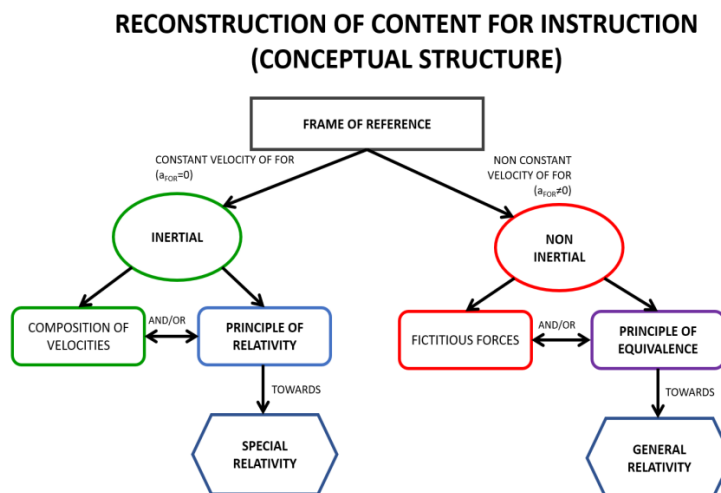 RECONSTRUCTION OF CONTENT FOR INSTRUCTION
(CONCEPTUAL STRUCTURE)
FRAME OF REFERENCE
CONSTANT VELOCITY OF FOR
(aFOR=0)
NON CONSTANT
VELOCITY OF FOR
(aFOR≠0)
INERTIAL
NON
INERTIAL
COMPOSITION OF
VELOCITIES
AND/OR
PRINCIPLE OF
RELATIVITY
FICTITIOUS FORCES
AND/OR
PRINCIPLE OF
EQUIVALENCE
TOWARDS
TOWARDS
SPECIAL
RELATIVITY
GENERAL
RELATIVITY